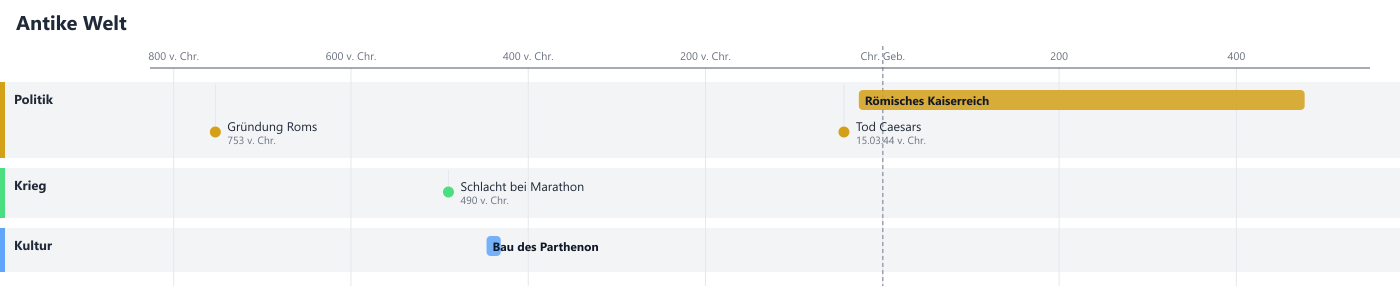 Antike Welt
800 v. Chr.
600 v. Chr.
400 v. Chr.
200 v. Chr.
Chr. Geb.
200
400
Politik
Römisches Kaiserreich
Gründung Roms
753 v. Chr.
Tod Caesars
15.03.44 v. Chr.
Krieg
Schlacht bei Marathon
490 v. Chr.
Kultur
Bau des Parthenon